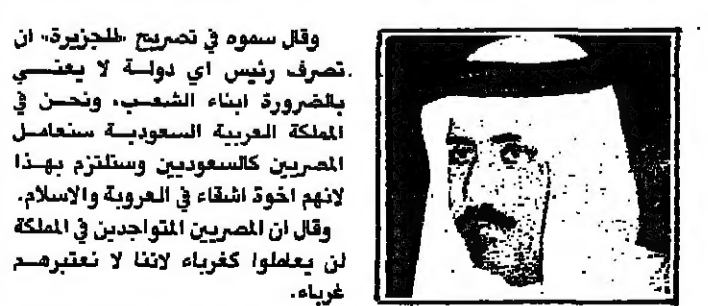 وقال سموه في تصريح «للجزيرة» ان
تصرف رئيس اي دولة لا يعني
بالضرورة ابناء الشعب، ونحن في
المملكة العربية السعودية سنعامل
المصريين كالسعوديين وسنلتزم بهذا
لانهم اخوة اشقاء في العروبة والاسلام.
وقال ان المصريين المتواجدين في المملكة
لن يعاملوا كغرباء لاننا لا نعتبرهم
غرباء.